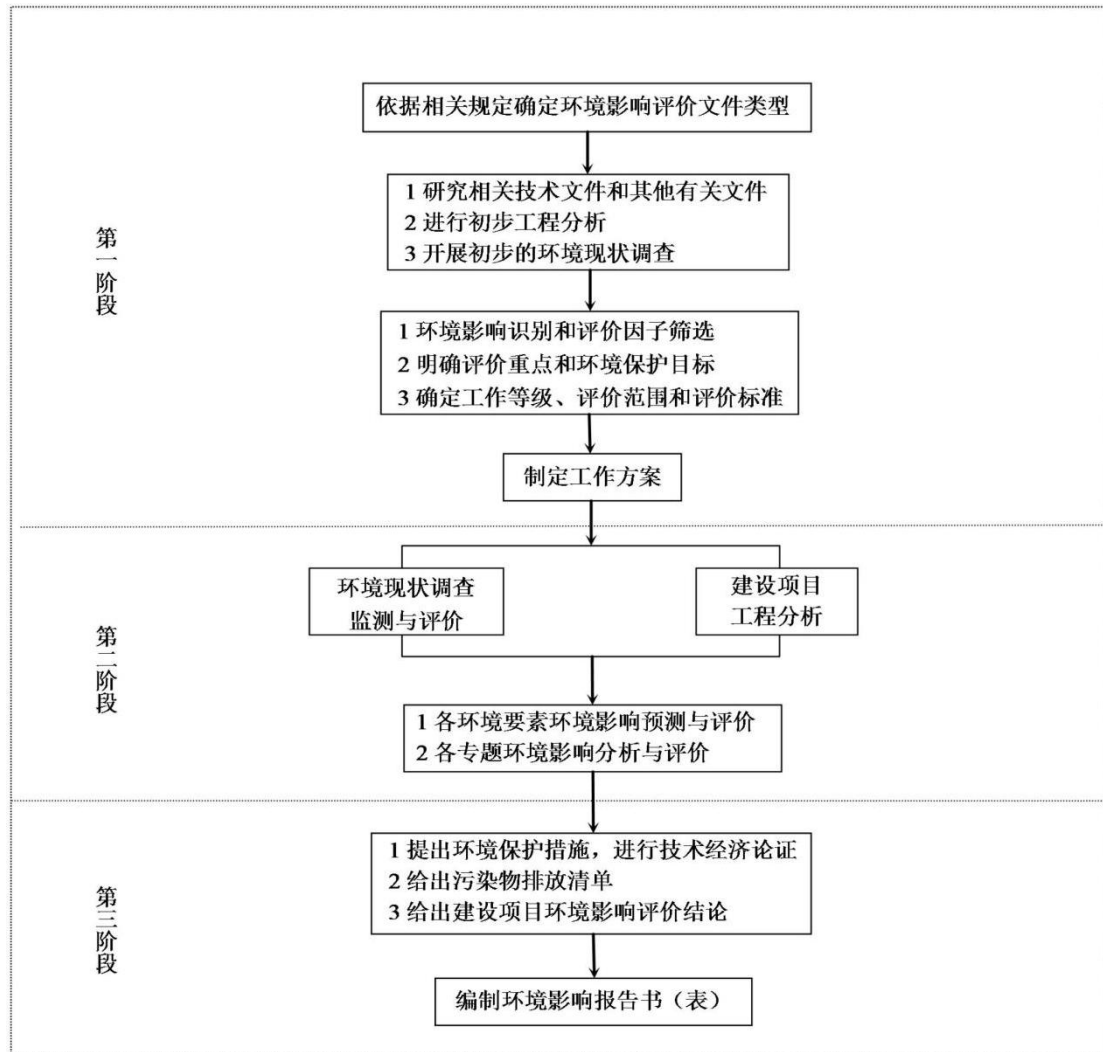 依据相关规定确定环境影响评价文件类型
1 研究相关技术文件和其他有关文件
2 进行初步工程分析
3 开展初步的环境现状调查
第一阶段
1 环境影响识别和评价因子筛选
2 明确评价重点和环境保护目标
3 确定工作等级、评价范围和评价标准
制定工作方案
环境现状调查
监测与评价
建设项目
工程分析
第二阶段
1 各环境要素环境影响预测与评价
2 各专题环境影响分析与评价
1 提出环境保护措施，进行技术经济论证
2 给出污染物排放清单
3 给出建设项目环境影响评价结论
第三阶段
编制环境影响报告书（表）